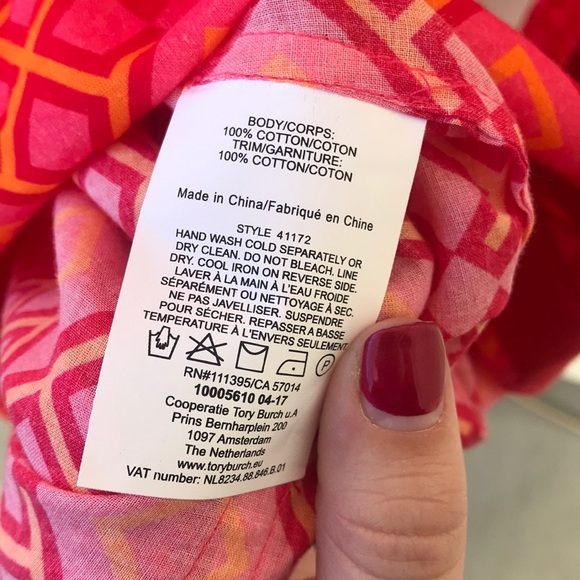 BODY/CORPS:
100% COTTON/COTON
TRIM/GARNITURE:
100% COTTON/COTON
Made in China/Fabriqué en Chine
STYLE 41172
HAND WASH COLD SEPARATELY OR
DRY CLEAN. DO NOT BLEACH. LINE
DRY. COOL IRON ON REVERSE SIDE.
LAVER À LA MAIN À L'EAU FROIDE
SÉPARÉMENT OU NETTOYAGE À SEC.
NE PAS JAVELLISER. SUSPENDRE
POUR SÉCHER. REPASSER A BASSE
TEMPERATURE À L'ENVERS SEULEMENT.
P
RN#111395/CA 57014
10005610 04-17
Cooperatie Tory Burch u.A
Prins Bernharplein 200
1097 Amsterdam
The Netherlands
www.toryburch.eu
VAT number: NL8234.88.846.B.01